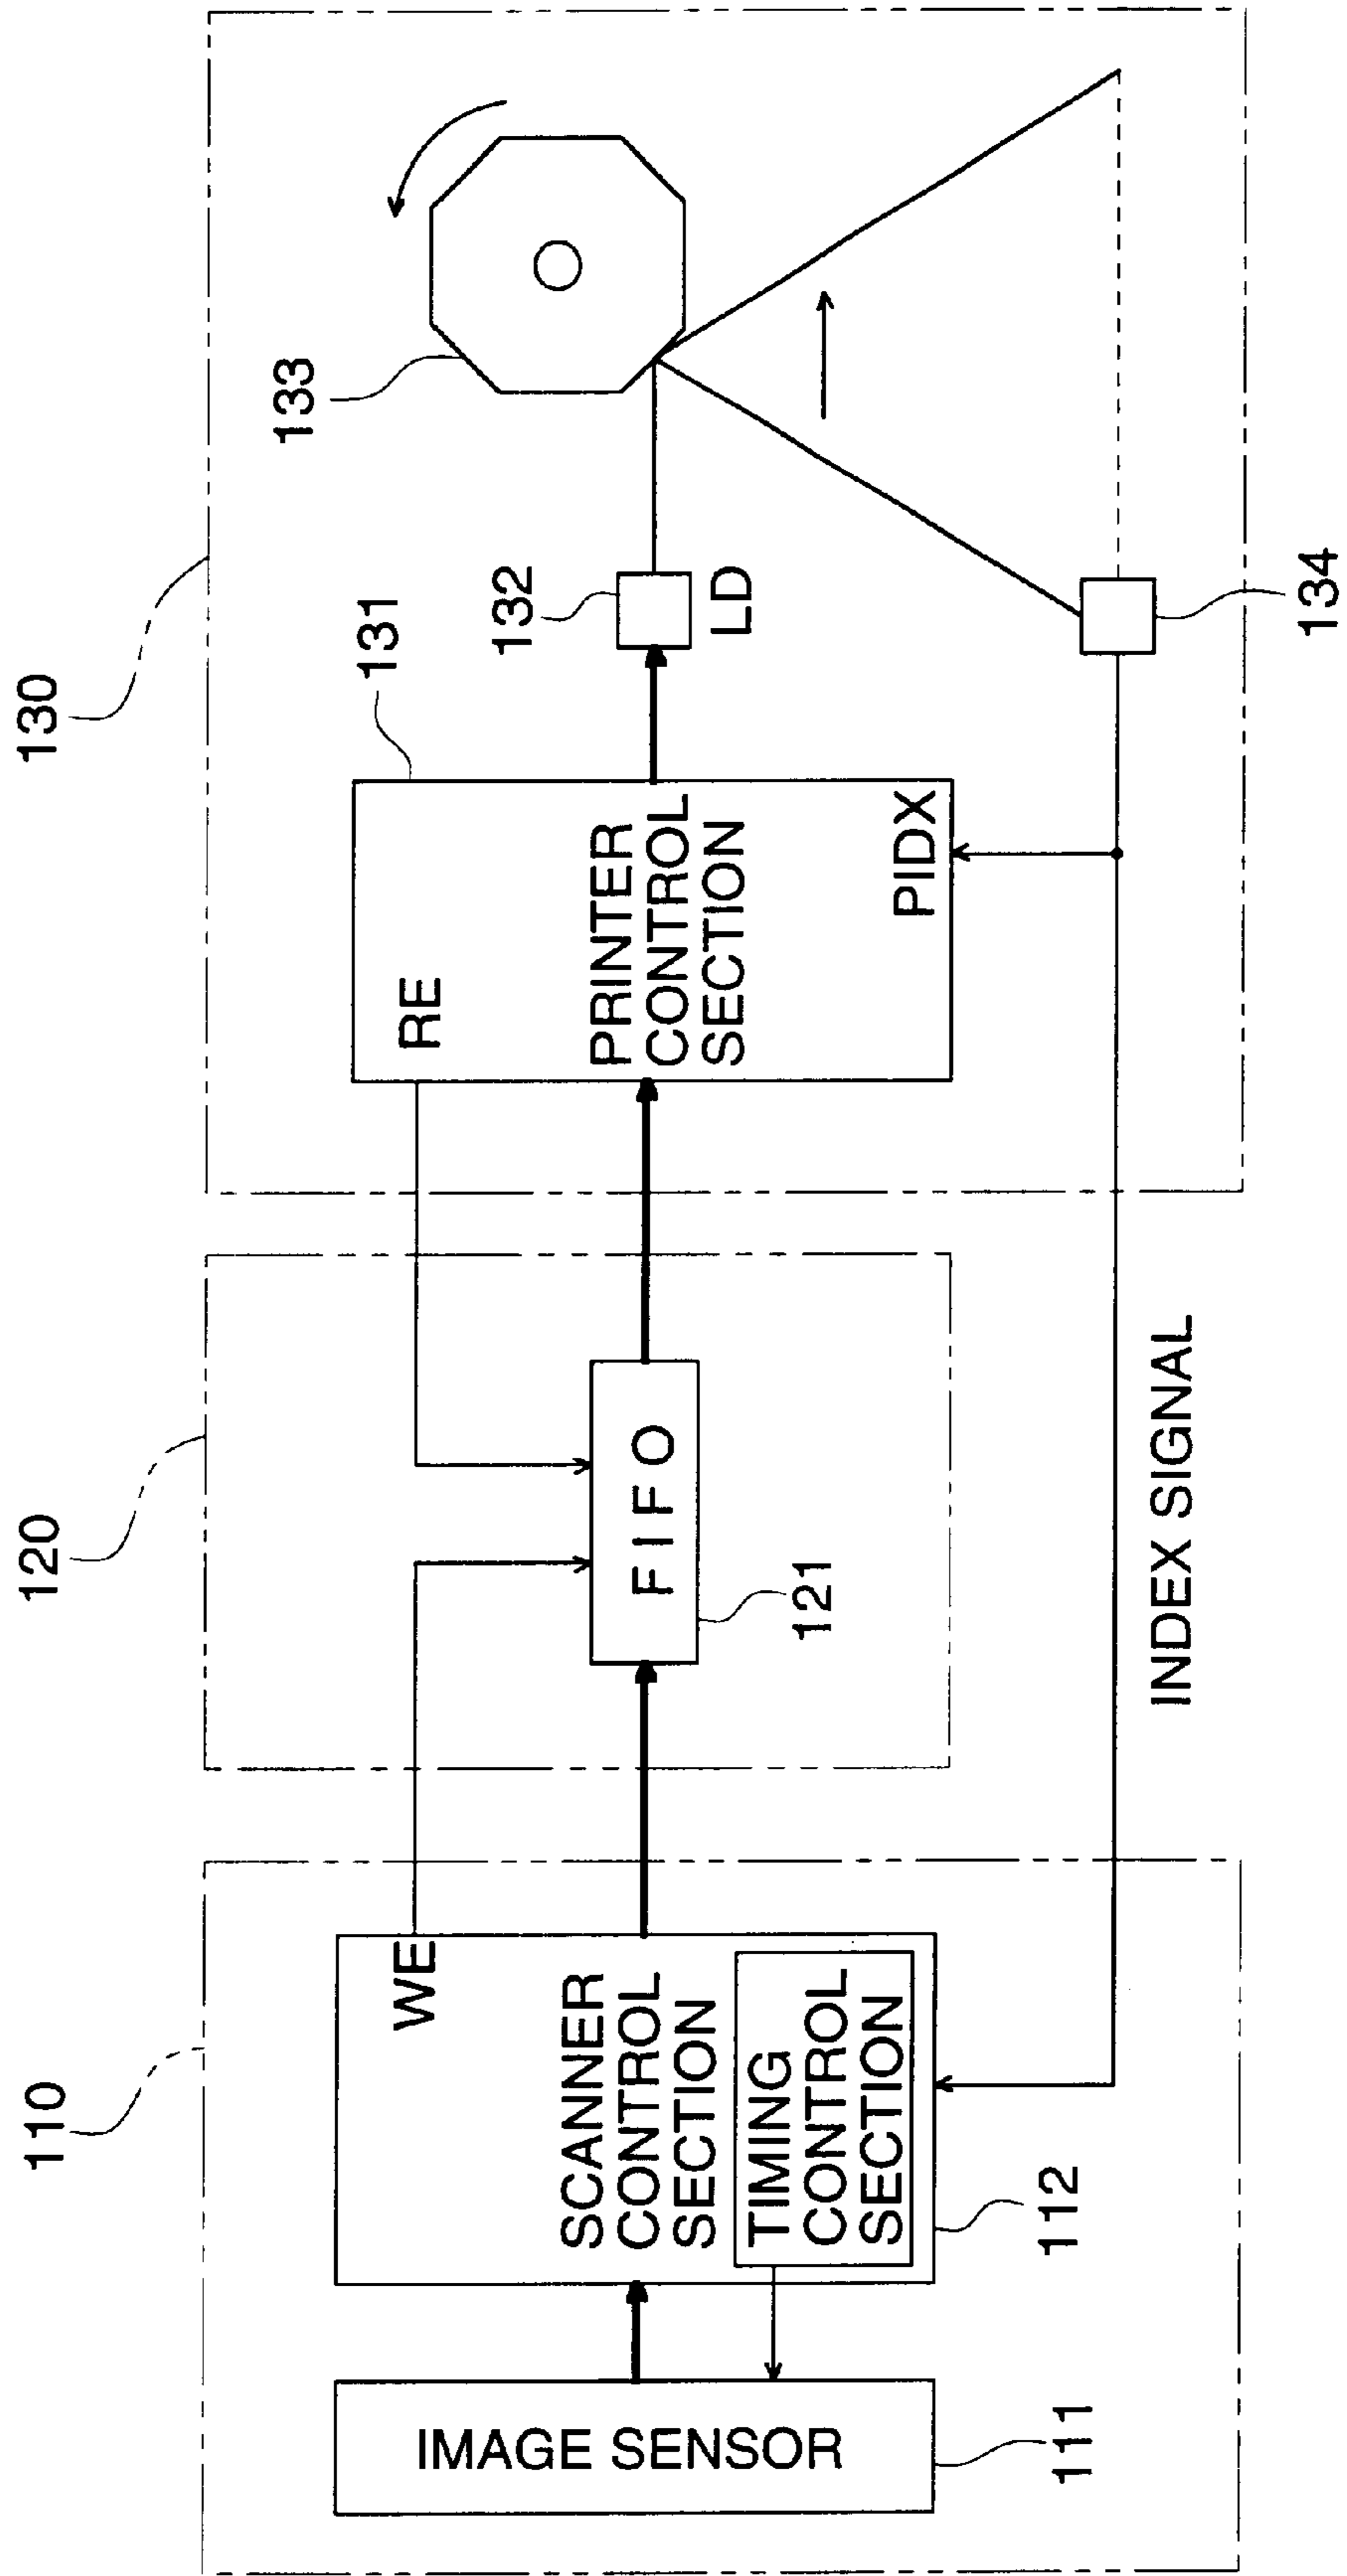 110
120
130
WE
SCANNER
CONTROL
SECTION
TIMING
CONTROL
SECTION
IMAGE SENSOR
111
112
F I F O
121
RE
PRINTER
CONTROL
SECTION
PIDX
131
132
LD
133
134
INDEX SIGNAL